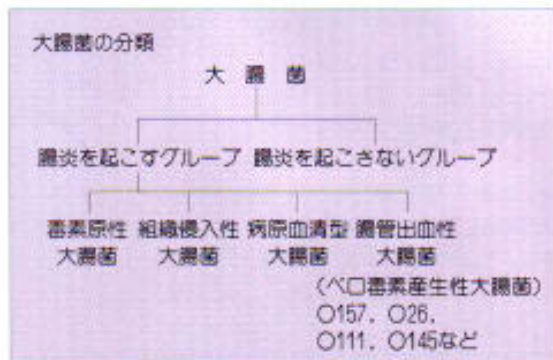 大腸菌の分類
大 腸 菌
腸炎を起こすグループ 腸炎を起こさないグループ
毒素原性 組織侵入性 病原血清型 腸管出血性
大腸菌 大腸菌 大腸菌 大腸菌
(ベロ毒素産生性大腸菌)
O157, O26,
O111, O145など